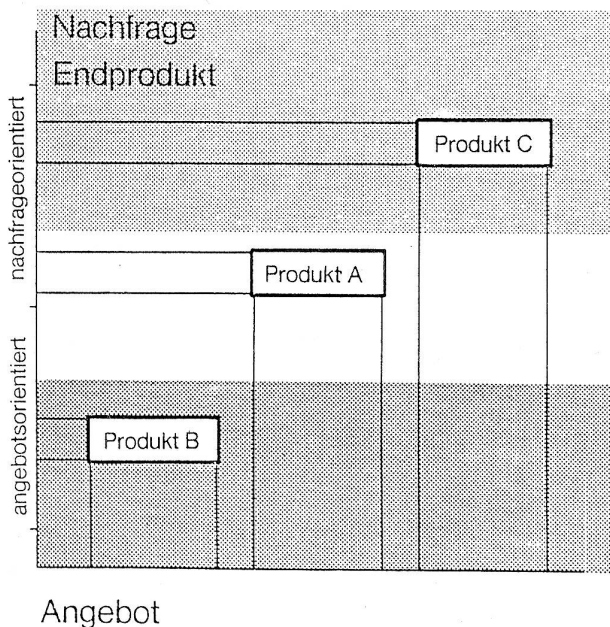 Nachfrage
Endprodukt
nachfrageorientiert
angebotsorientiert
Produkt C
Produkt A
Produkt B
Angebot